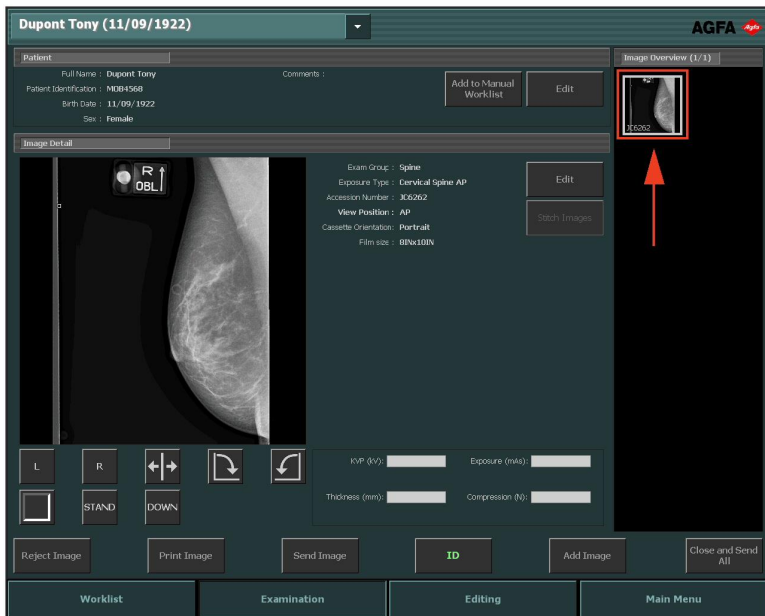 Dupont Tony (11/09/1922)
AGFA Agfa
Patient
Full Name : Dupont Tony
Patient Identification : MOB4568
Birth Date : 11/09/1922
Sex : Female
Comments :
Add to Manual
Worklist
Edit
Image Overview (1/1)
JC6262
Image Detail
R
OBL
Exam Group : Spine
Exposure Type : Cervical Spine AP
Accession Number : JC6262
View Position : AP
Cassette Orientation: Portrait
Film size : 8INx10IN
Edit
Stitch Images
L
R
STAND
DOWN
KVP (kV):
Exposure (mAs):
Thickness (mm):
Compression (N):
Reject Image
Print Image
Send Image
ID
Add Image
Close and Send
All
Worklist
Examination
Editing
Main Menu